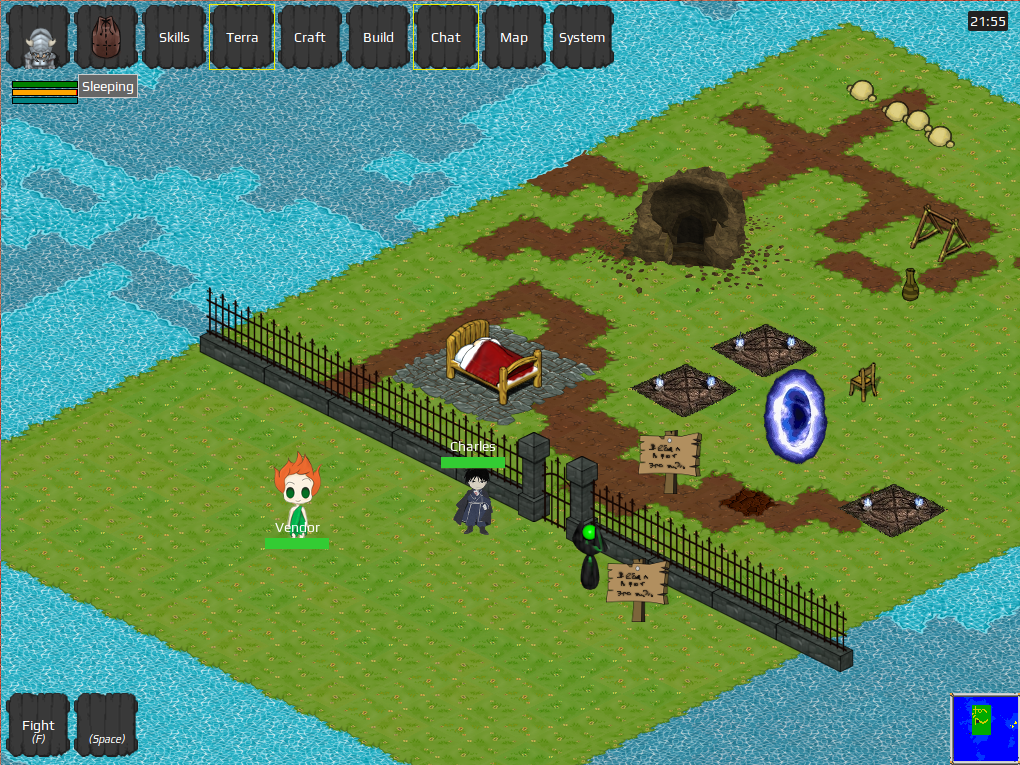 Skills
Terra
Craft
Build
Chat
Map
System
21:55
Sleeping
Charles
Vendor
Fight
(F)
(Space)